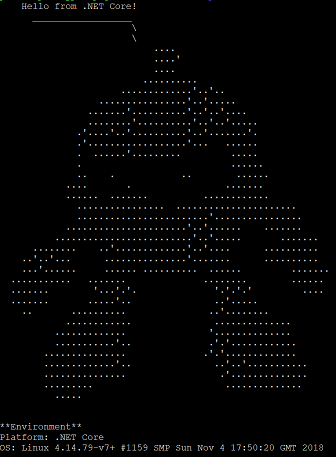 Hello from .NET Core!
**Environment**
Platform: .NET Core
OS: Linux 4.14.79-v7+ #1159 SMP Sun Nov 4 17:50:20 GMT 2018